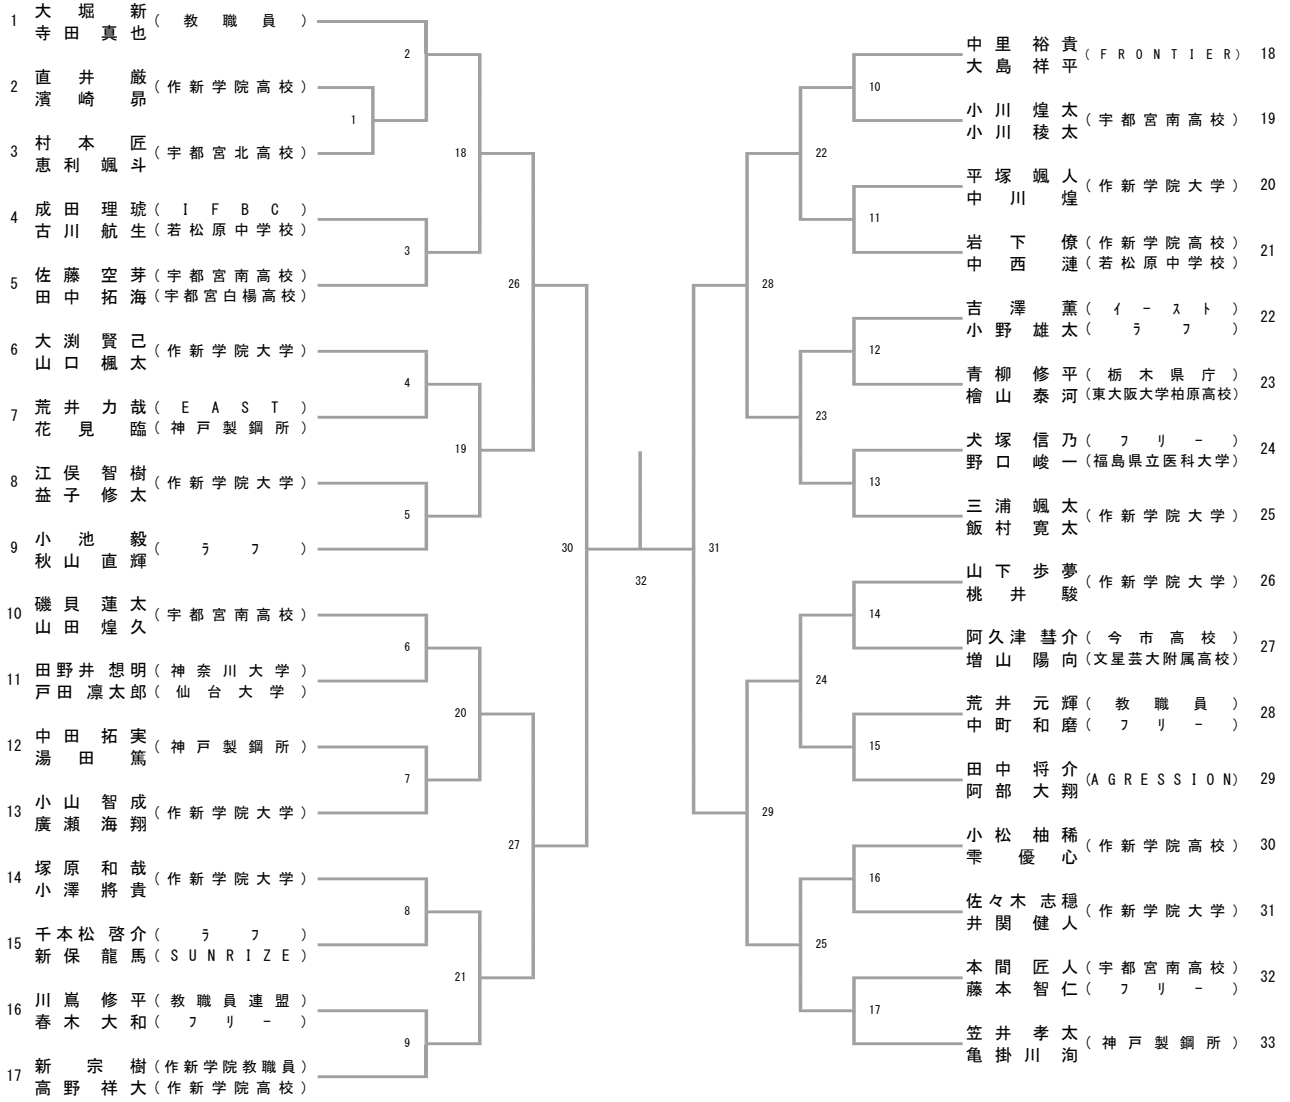 1 大堀 新 (教職員)
寺田真也
2 直井 厳 (作新学院高校)
濱崎 昴
3 村本 匠 (宇都宮北高校)
恵利颯斗
4 成田理琥 (IFBC)
古川航生 (若松原中学校)
5 佐藤空芽 (宇都宮南高校)
田中拓海 (宇都宮白楊高校)
6 大渕賢己 (作新学院大学)
山口楓太
7 荒井力哉 (EAST)
花見 臨 (神戸製鋼所)
8 江俣智樹 (作新学院大学)
益子修太
9 小池 毅 (ラフ)
秋山直輝
10 磯貝蓮太 (宇都宮南高校)
山田煌久
11 田野井想明 (神奈川大学)
戸田凛太郎 (仙台大学)
12 中田拓実 (神戸製鋼所)
湯田 篤
13 小山智成 (作新学院大学)
廣瀬海翔
14 塚原和哉 (作新学院大学)
小澤將貴
15 千本松啓介 (ラフ)
新保龍馬 (SUNRIZE)
16 川嶌修平 (教職員連盟)
春木大和 (フリー)
17 新 宗樹 (作新学院教職員)
高野祥大 (作新学院高校)
2
1
3
4
5
6
7
8
9
18
19
20
21
26
27
30
32
31
28
29
22
23
24
25
10
11
12
13
14
15
16
17
中里裕貴 (FRONTIER) 18
大島祥平
小川煌太 (宇都宮南高校) 19
小川稜太
平塚颯人 (作新学院大学) 20
中川 煌
岩下 僚 (作新学院高校) 21
中西 漣 (若松原中学校)
吉澤 薫 (イースト) 22
小野雄太 (ラフ)
青柳修平 (栃木県庁) 23
檜山泰河 (東大阪大学柏原高校)
犬塚信乃 (フリー) 24
野口峻一 (福島県立医科大学)
三浦颯太 (作新学院大学) 25
飯村寛太
山下歩夢 (作新学院大学) 26
桃井 駿
阿久津彗介 (今市高校) 27
増山陽向 (文星芸大附属高校)
荒井元輝 (教職員) 28
中町和磨 (フリー)
田中将介 (AGRESSION) 29
阿部大翔
小松柚稀 (作新学院高校) 30
雫 優心
佐々木志穏 (作新学院大学) 31
井関健人
本間匠人 (宇都宮南高校) 32
藤本智仁 (フリー)
笠井孝太 (神戸製鋼所) 33
亀掛川洵